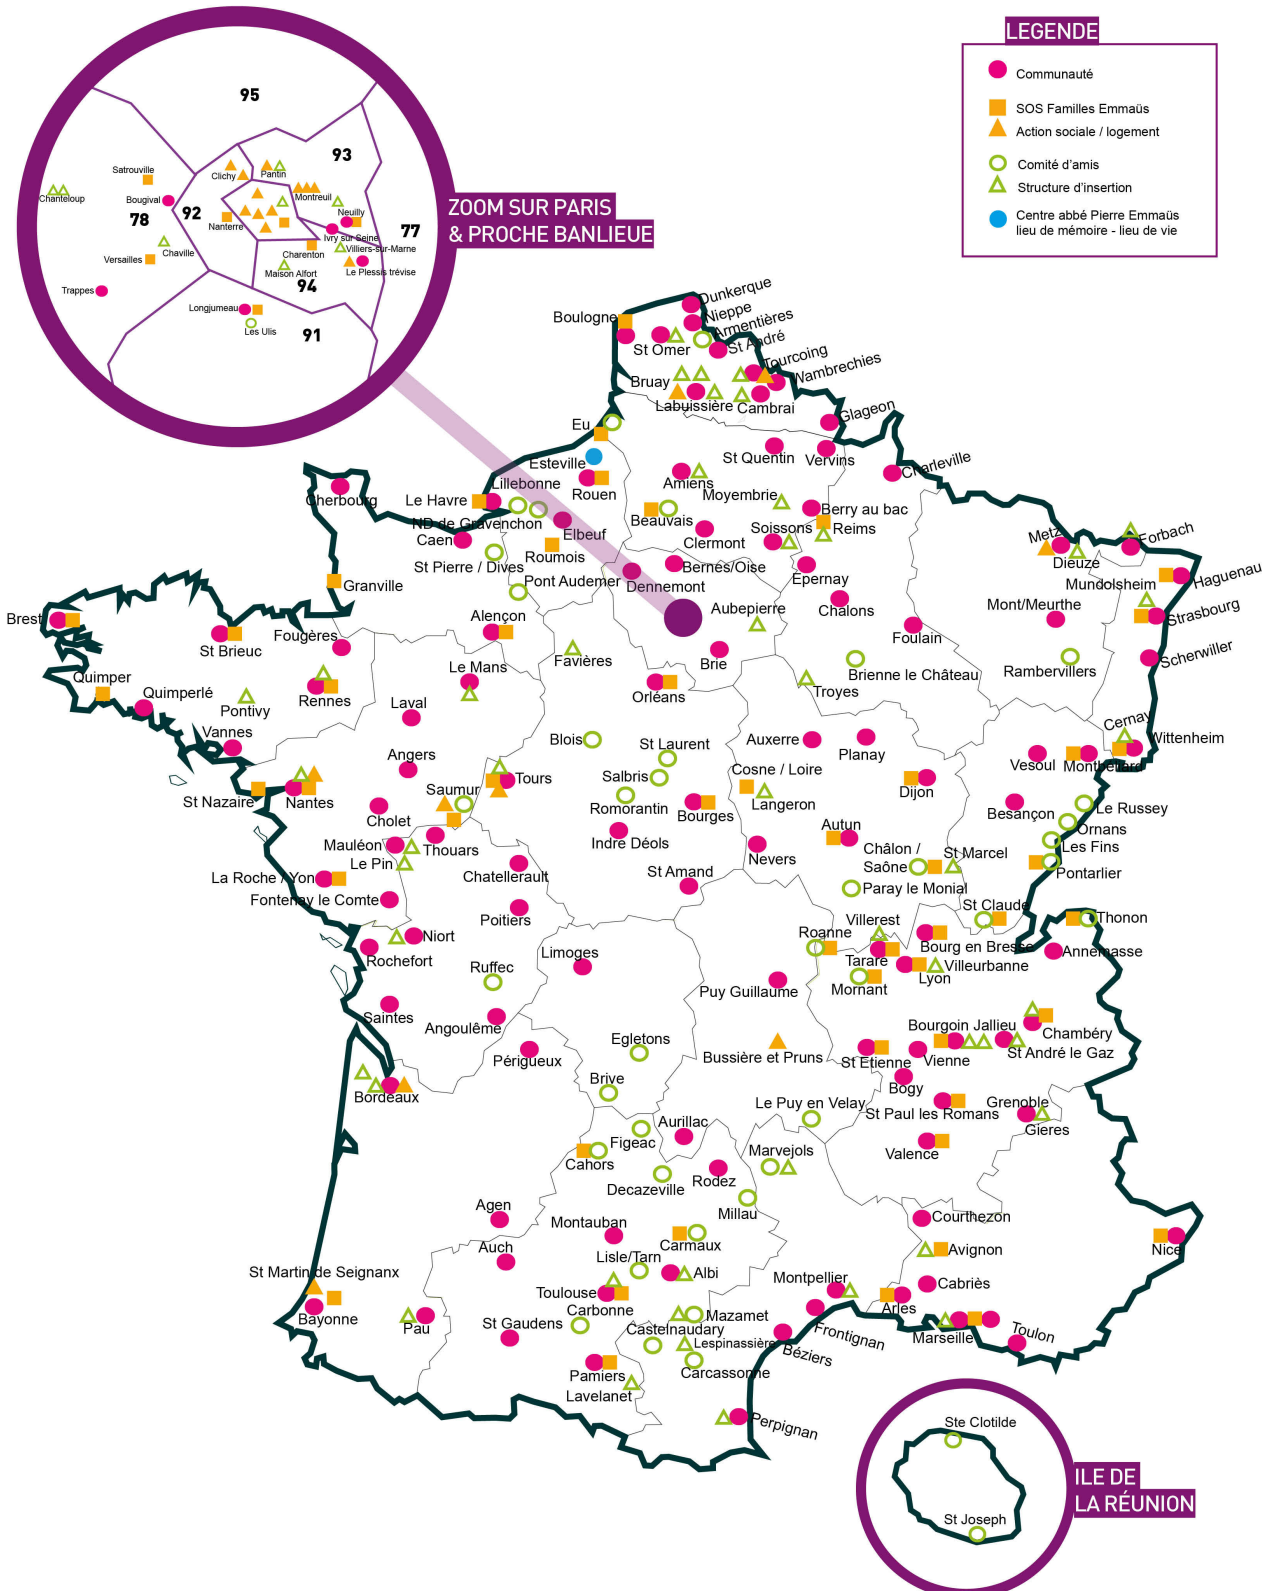 LEGENDE
Communauté
SOS Familles Emmaüs
Action sociale / logement
Comité d'amis
Structure d'insertion
Centre abbé Pierre Emmaüs
lieu de mémoire - lieu de vie
95
93
Satrouville
Clichy
Pantin
Chanteloup
Bougival
Montreuil
78
92
Neuilly
Nanterre
77
Ivry sur Seine
Villiers-sur-Marne
Chaville
Charenton
Versailles
Maison Alfort
Le Plessis trévise
94
Trappes
Longjumeau
Les Ulis
91
ZOOM SUR PARIS
& PROCHE BANLIEUE
Dunkerque
Nieppe
Boulogne
Armentières
St Omer
St André
Tourcoing
Bruay
Wambrechies
Labuissière
Cambrai
Glageon
Eu
St Quentin
Vervins
Esteville
Charleville
Lillebonne
Amiens
Cherbourg
Rouen
Moyembrie
Le Havre
Berry au bac
ND de Gravenchon
Beauvais
Elbeuf
Soissons
Reims
Caen
Clermont
Metz
Forbach
Roumois
St Pierre / Dives
Bernes/Oise
Epernay
Dieuze
Pont Audemer
Dennemont
Mundolsheim
Haguenau
Granville
Chalons
Mont/Meurthe
Aubepierre
Strasbourg
Brest
Alençon
Fougères
Foulain
St Brieuc
Favières
Brie
Scherwiller
Le Mans
Brienne le Château
Rambervillers
Quimper
Quimperlé
Rennes
Orléans
Troyes
Pontivy
Laval
Cernay
Vannes
Blois
St Laurent
Auxerre
Planay
Wittenheim
Angers
Vesoul
Montbéliard
Salbris
Cosne / Loire
Tours
St Nazaire
Nantes
Saumur
Romorantin
Langeron
Dijon
Cholet
Bourges
Besançon
Le Russey
Autun
Ornans
Mauléon
Thouars
Indre Déols
Nevers
Châlon /
Saône
St Marcel
Les Fins
Le Pin
Chatellerault
Pontarlier
La Roche / Yon
St Amand
Paray le Monial
Fontenay le Comte
Poitiers
St Claude
Villerest
Thonon
Niort
Roanne
Rochefort
Limoges
Bourg en Bresse
Annemasse
Tarare
Ruffec
Villeurbanne
Lyon
Puy Guillaume
Mornant
Saintes
Angoulême
Bourgoin Jallieu
Chambéry
Egletons
Périgueux
Bussière et Pruns
St Etienne
Vienne
St André le Gaz
Brive
Bogy
Bordeaux
Le Puy en Velay
Grenoble
St Paul les Romans
Gieres
Aurillac
Figeac
Marvejols
Valence
Cahors
Decazeville
Rodez
Millau
Agen
Courthezon
Montauban
Carmaux
Avignon
Nice
Auch
Lisle/Tarn
Albi
St Martin de Seignanx
Montpellier
Cabriès
Toulouse
Arles
Carbonne
Mazamet
Bayonne
Pau
St Gaudens
Castelnaudary
Frontignan
Marseille
Toulon
Lespinassière
Béziers
Pamiers
Carcassonne
Lavelanet
Perpignan
Ste Clotilde
St Joseph
ILE DE
LA RÉUNION